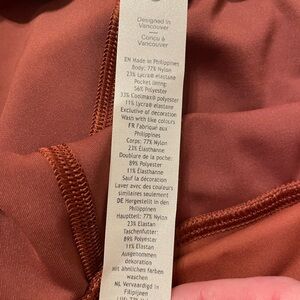 Designed in
Vancouver
Conçu à
Vancouver
EN Made in Philippines
Body: 77% Nylon
23% Lycra® elastane
Pocket lining:
56% Polyester
33% Coolmax® polyester
11% Lycra® elastane
Exclusive of decoration
Wash with like colours
FR Fabriqué aux
Philippines
Corps: 77% Nylon
23% Élasthanne
Doublure de la poche:
89% Polyester
11% Élasthanne
Sauf la décoration
Laver avec des couleurs
similaires seulement
DE Hergestellt in den
Philippinen
Hauptteil: 77% Nylon
23% Elastan
Taschenfutter:
89% Polyester
11% Elastan
Ausgenommen
dekoration
mit ähnlichen farben
waschen
NL Vervaardigd in
Filipijnen
77% Nylon